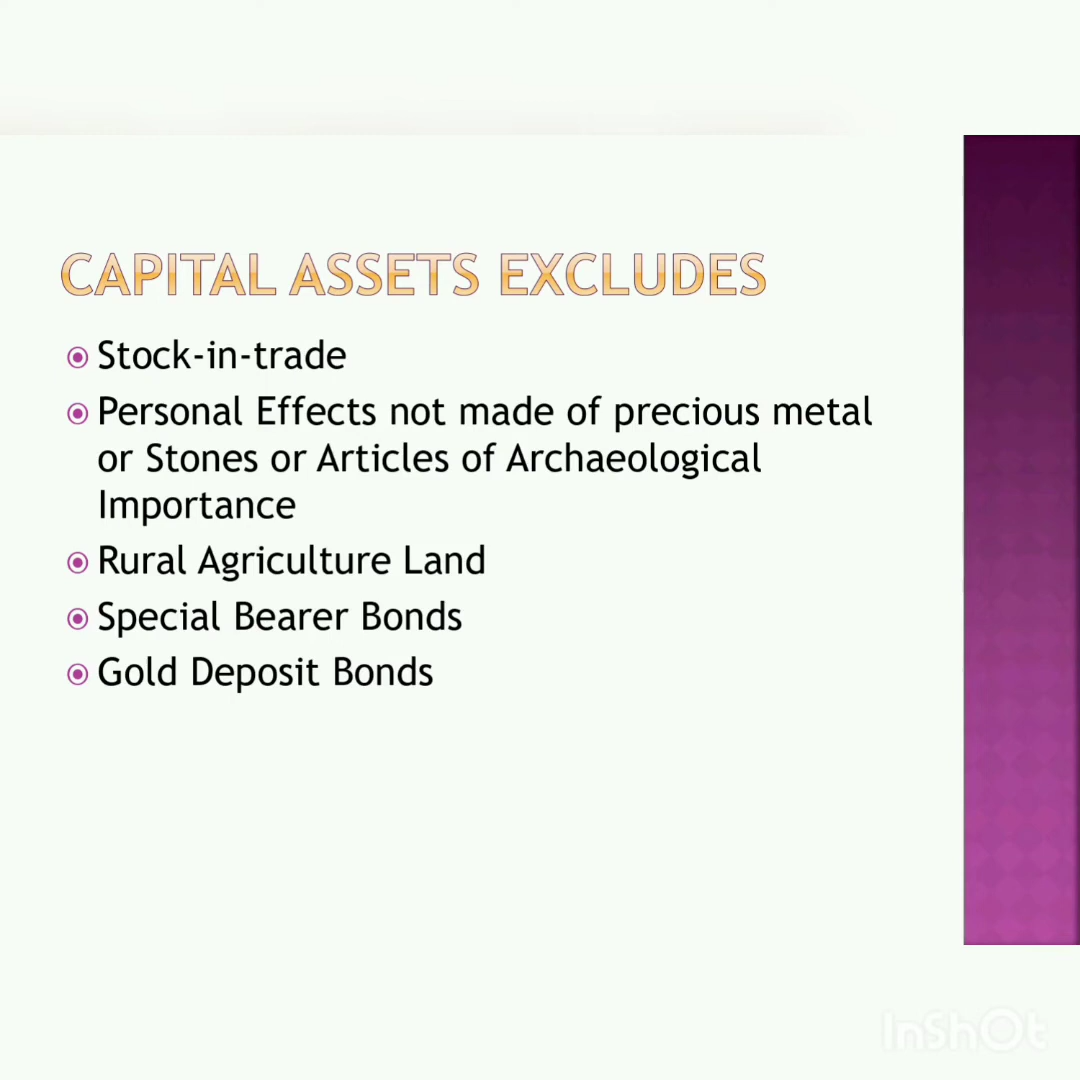 CAPITAL ASSETS EXCLUDES
Stock-in-trade
Personal Effects not made of precious metal
or Stones or Articles of Archaeological
Importance
Rural Agriculture Land
Special Bearer Bonds
Gold Deposit Bonds
InShOt